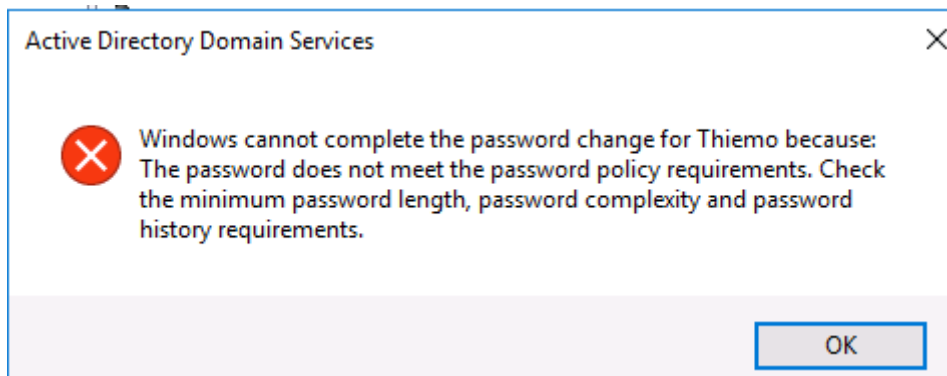 Active Directory Domain Services
Windows cannot complete the password change for Thiemo because:
The password does not meet the password policy requirements. Check
the minimum password length, password complexity and password
history requirements.
OK